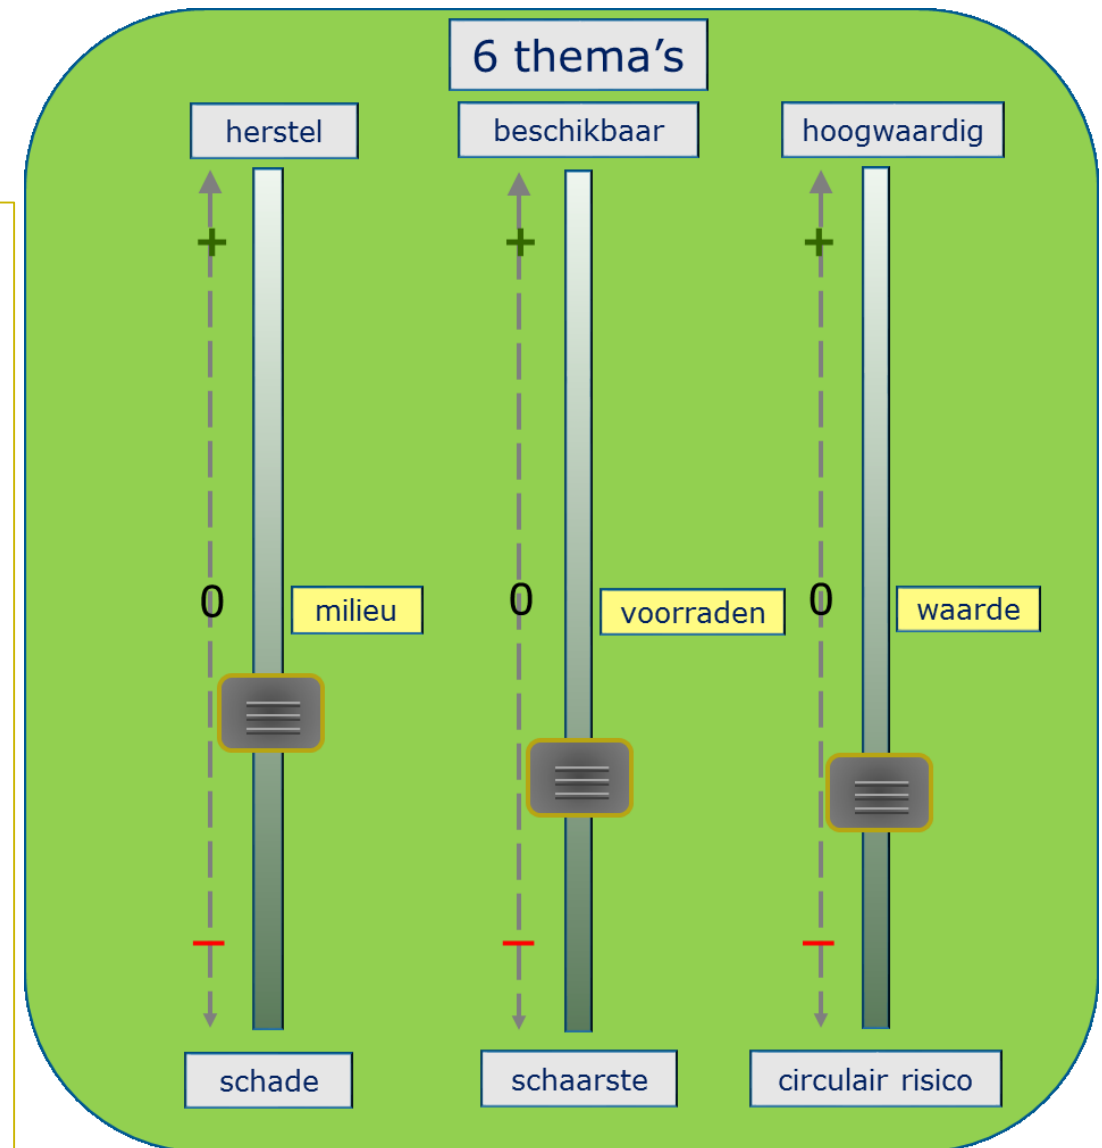 6 thema’s
herstel
beschikbaar
hoogwaardig
+
+
+
0
milieu
0
voorraden
0
waarde
–
–
–
schade
schaarste
circulair risico